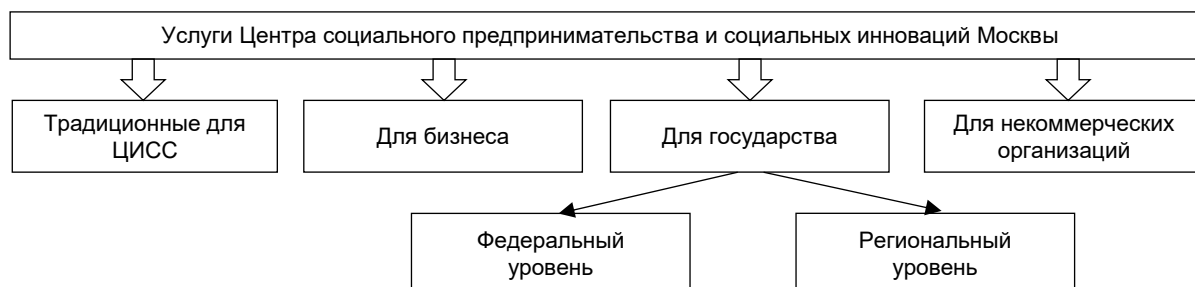 Услуги Центра социального предпринимательства и социальных инноваций Москвы
Традиционные для
ЦИСС
Для бизнеса
Для государства
Для некоммерческих
организаций
Федеральный
уровень
Региональный
уровень